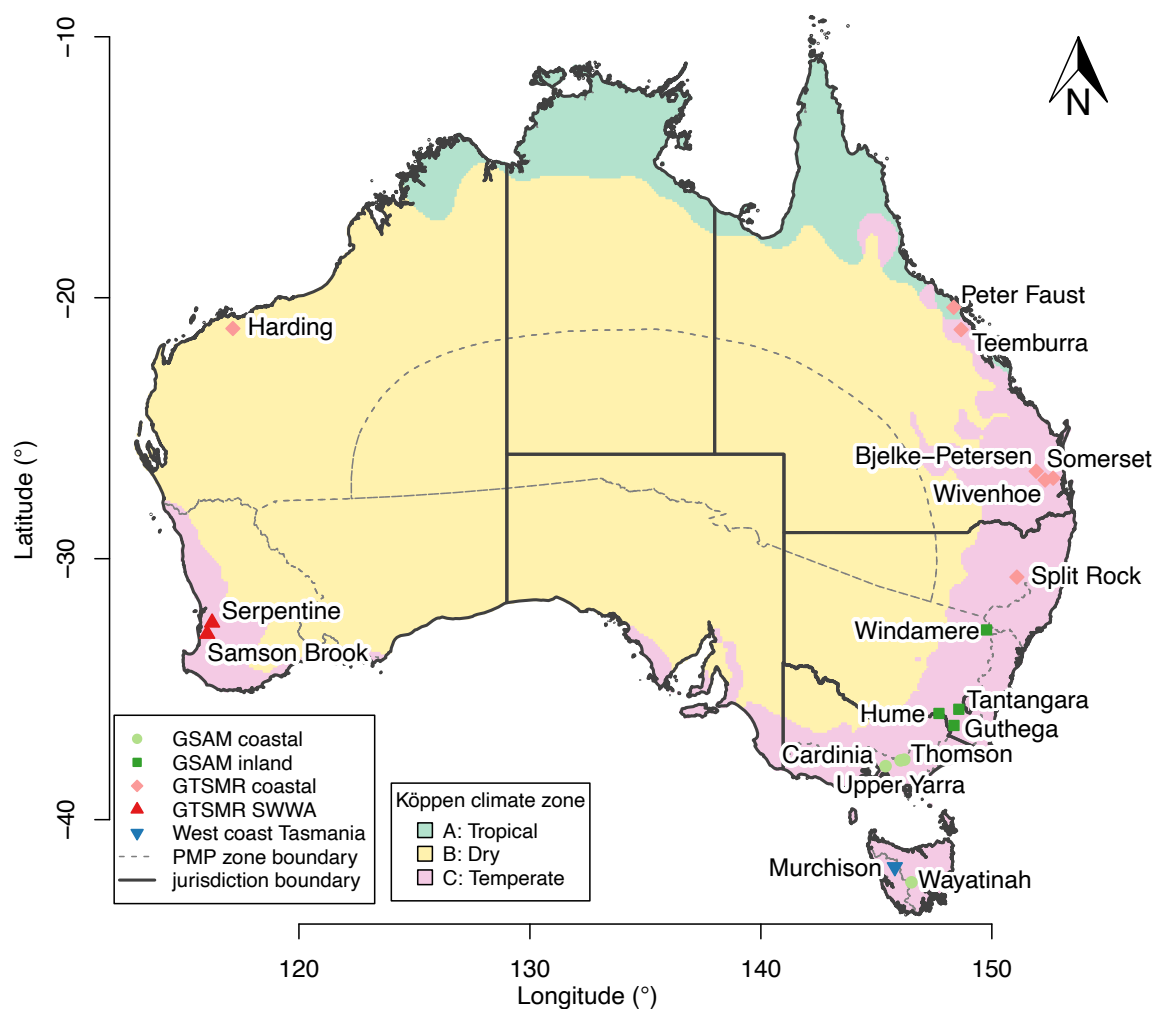 −10
N
Peter Faust
−20
Harding
Teemburra
Bjelke−Petersen
Somerset
Wivenhoe
Latitude (°)
−30
Split Rock
Serpentine
Windamere
Samson Brook
Tantangara
Hume
Guthega
GSAM coastal
GSAM inland
GTSMR coastal
GTSMR SWWA
West coast Tasmania
PMP zone boundary
jurisdiction boundary
Köppen climate zone
A: Tropical
B: Dry
C: Temperate
Cardinia
Thomson
Upper Yarra
−40
Murchison
Wayatinah
120
130
140
150
Longitude (°)